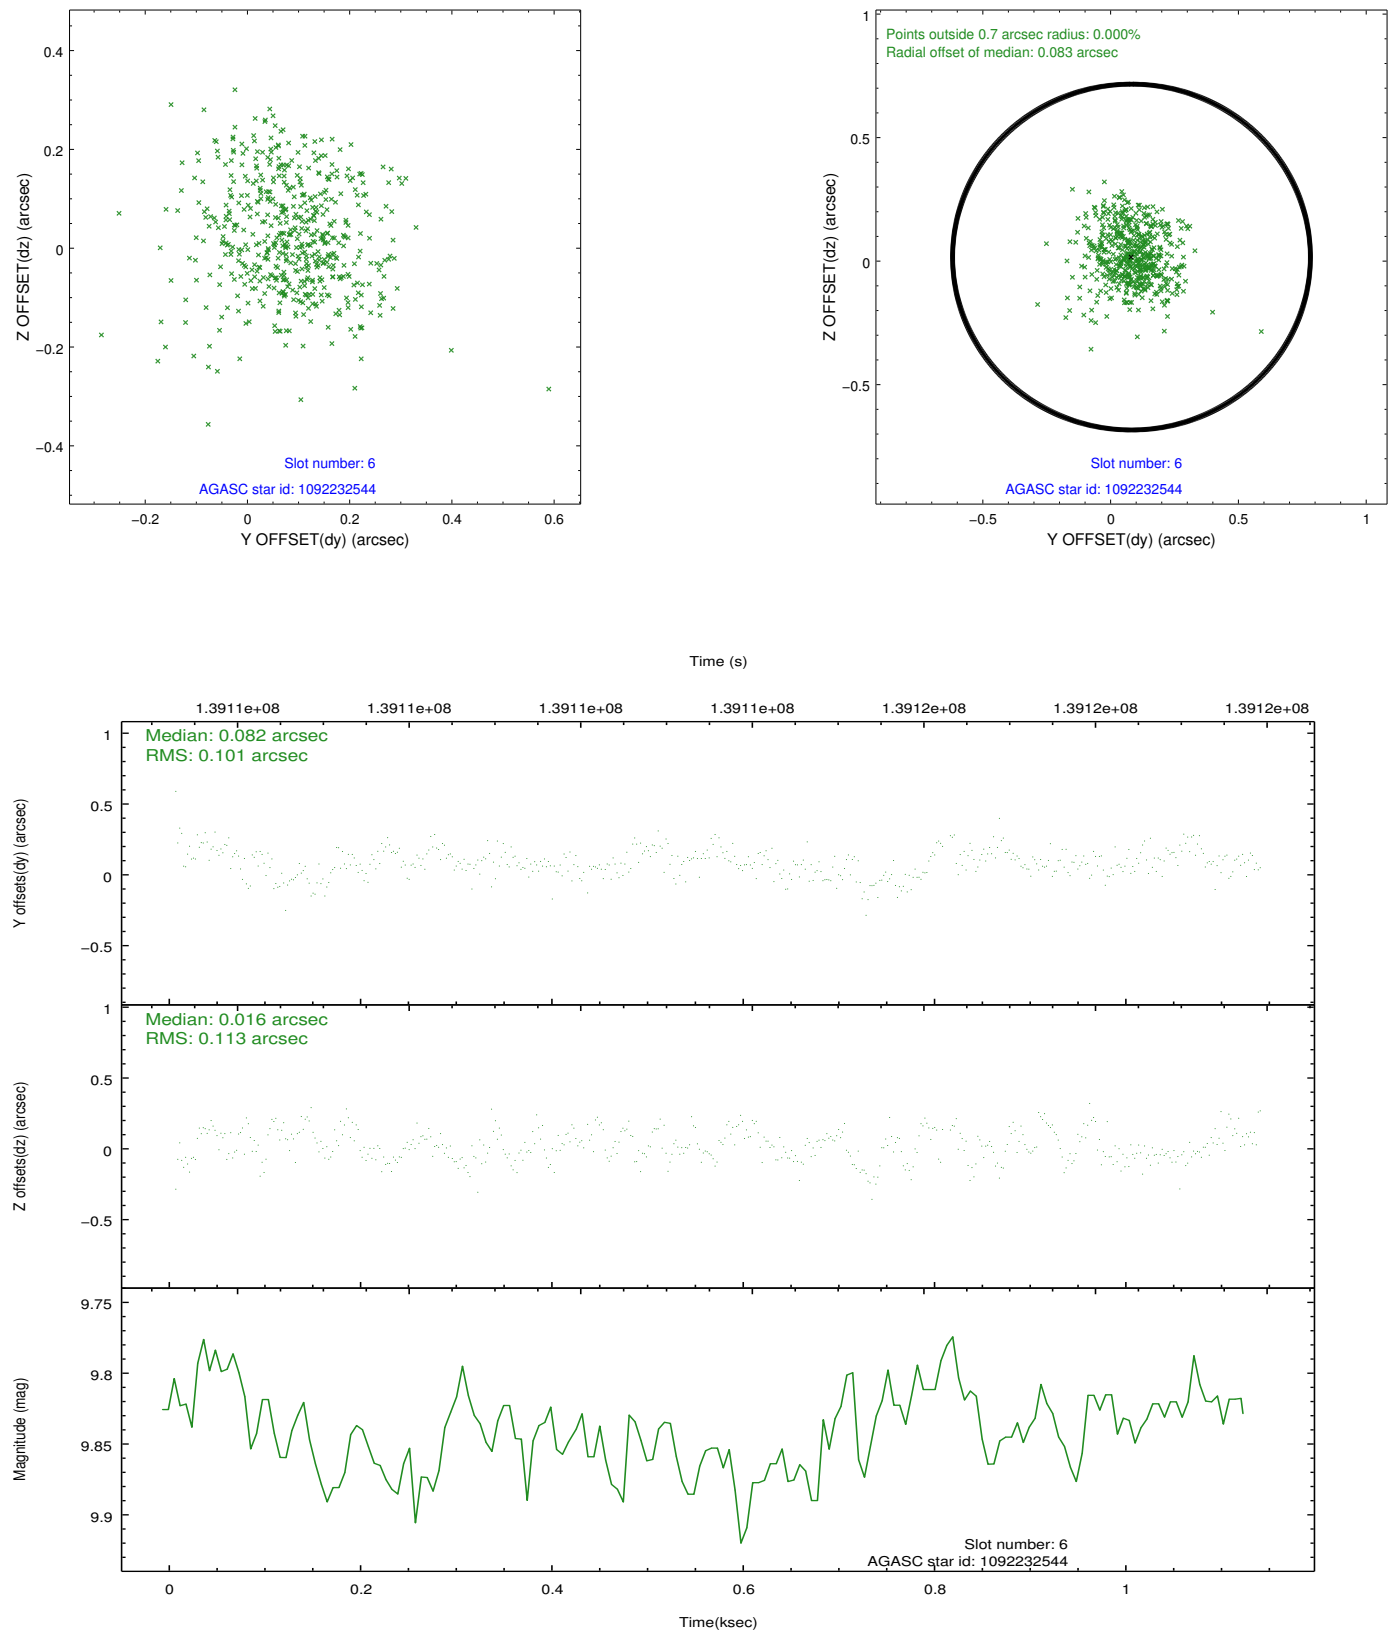 0.4
0.2
0
−0.2
−0.4
Z OFFSET(dz) (arcsec)
−0.2 0 0.2 0.4 0.6
Y OFFSET(dy) (arcsec)
Slot number: 6
AGASC star id: 1092232544
Points outside 0.7 arcsec radius: 0.000%
Radial offset of median: 0.083 arcsec
1
0.5
0
−0.5
Z OFFSET(dz) (arcsec)
−0.5 0 0.5 1
Y OFFSET(dy) (arcsec)
Slot number: 6
AGASC star id: 1092232544
Time (s)
1.3911e+08 1.3911e+08 1.3911e+08 1.3911e+08 1.3912e+08 1.3912e+08 1.3912e+08
Median: 0.082 arcsec
RMS: 0.101 arcsec
1
0.5
0
−0.5
Y offsets(dy) (arcsec)
Median: 0.016 arcsec
RMS: 0.113 arcsec
1
0.5
0
−0.5
Z offsets(dz) (arcsec)
9.75
9.8
9.85
9.9
Magnitude (mag)
Slot number: 6
AGASC star id: 1092232544
0 0.2 0.4 0.6 0.8 1
Time(ksec)